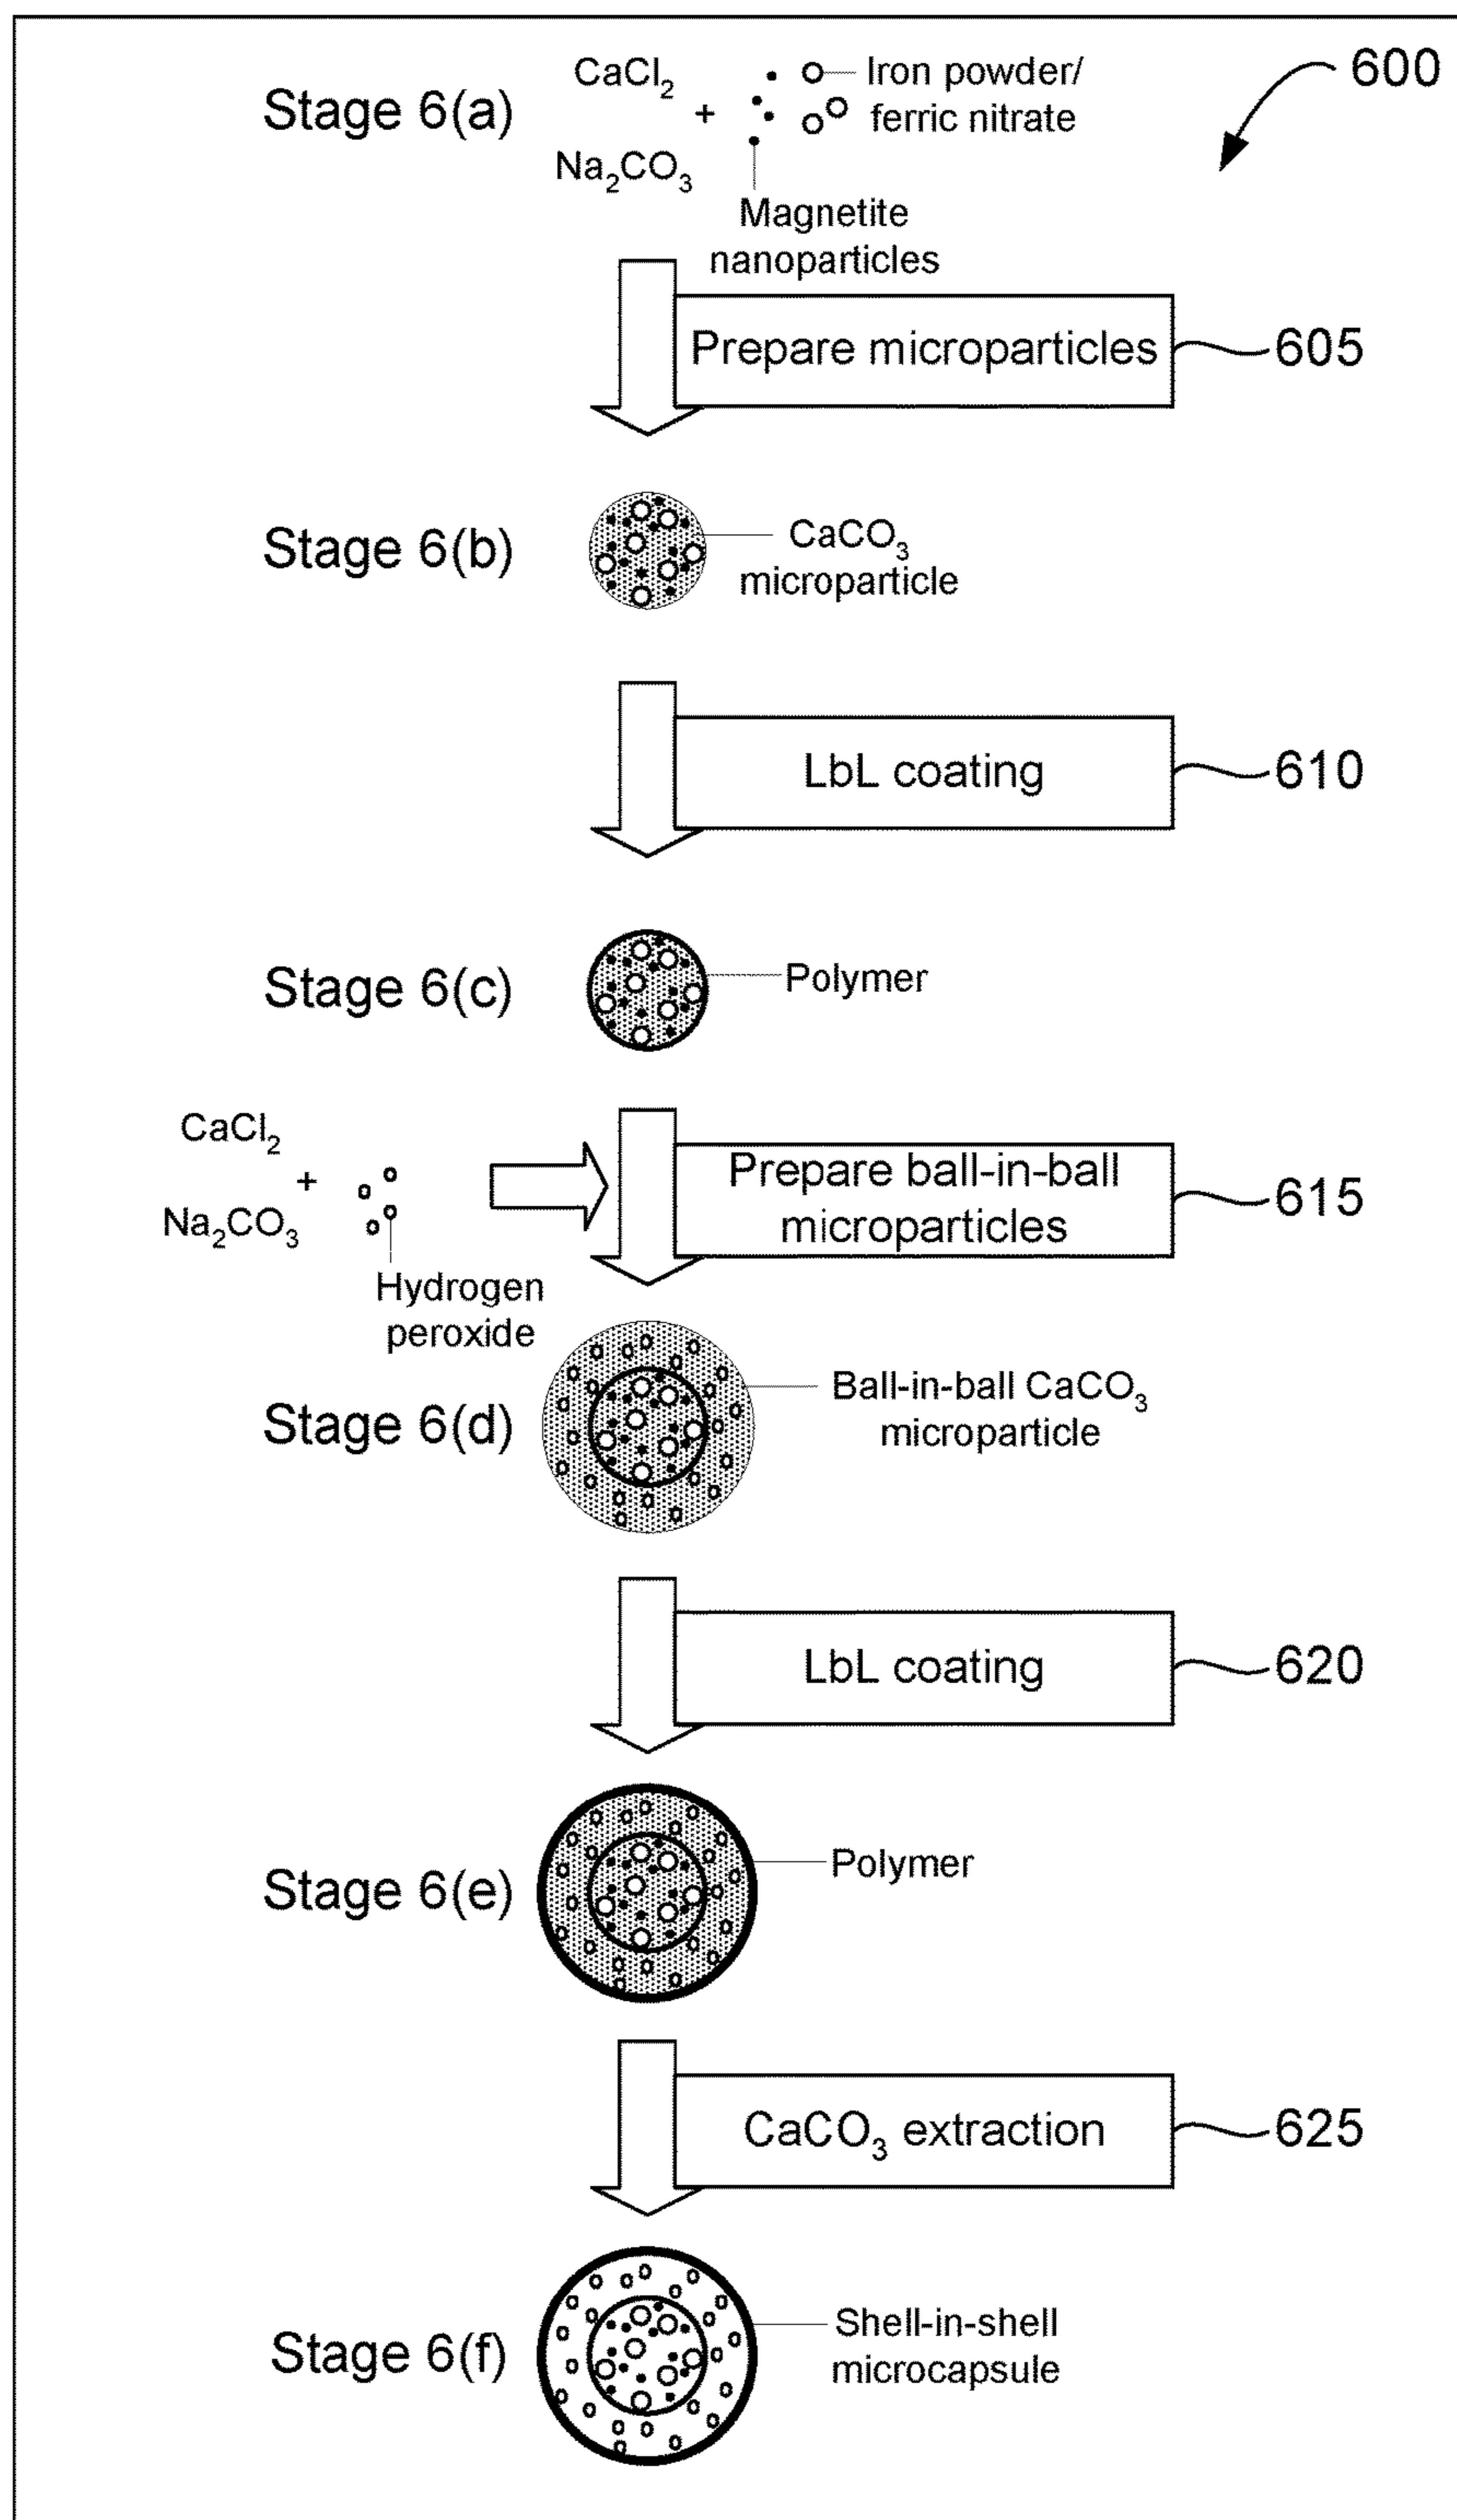 600
CaCl₂
Stage 6(a)
+
Na₂CO₃
Iron powder/
ferric nitrate
Magnetite
nanoparticles
Prepare microparticles
605
Stage 6(b)
CaCO₃
microparticle
LbL coating
610
Stage 6(c)
Polymer
CaCl₂
+
Na₂CO₃
Hydrogen
peroxide
Prepare ball-in-ball
microparticles
615
Stage 6(d)
Ball-in-ball CaCO₃
microparticle
LbL coating
620
Stage 6(e)
Polymer
CaCO₃ extraction
625
Stage 6(f)
Shell-in-shell
microcapsule